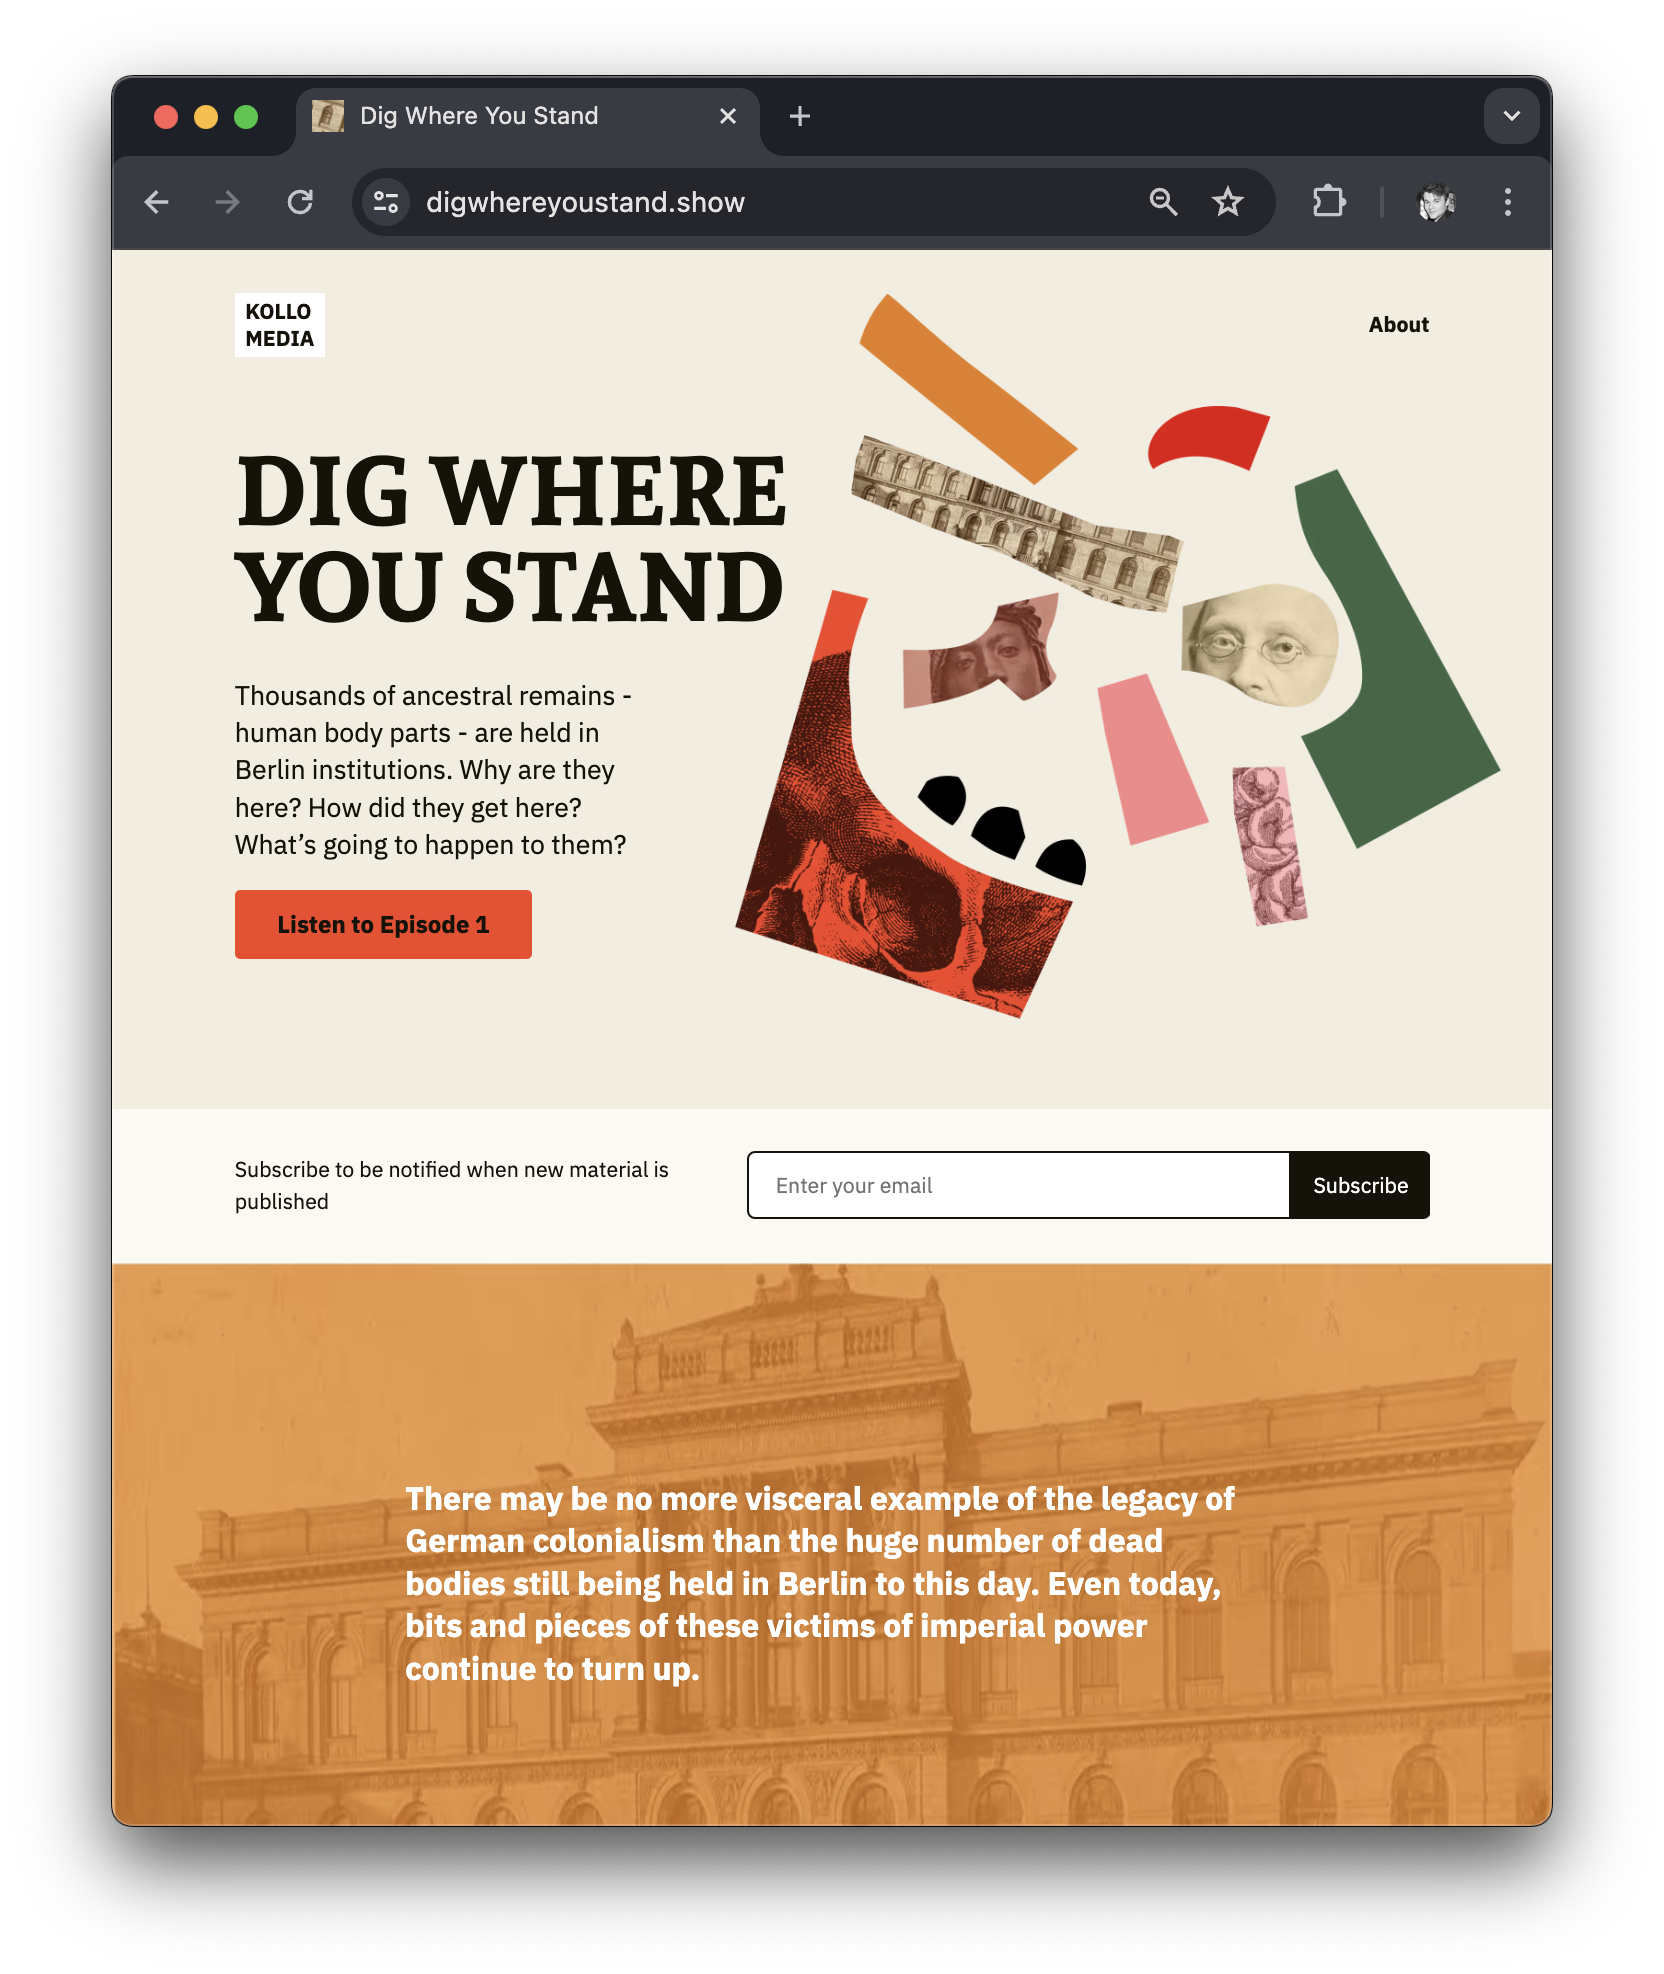 Dig Where You Stand
digwhereyoustand.show
KOLLO
MEDIA
About
DIG WHERE
YOU STAND
Thousands of ancestral remains -
human body parts - are held in
Berlin institutions. Why are they
here? How did they get here?
What’s going to happen to them?
Listen to Episode 1
Subscribe to be notified when new material is
published
Enter your email
Subscribe
There may be no more visceral example of the legacy of
German colonialism than the huge number of dead
bodies still being held in Berlin to this day. Even today,
bits and pieces of these victims of imperial power
continue to turn up.